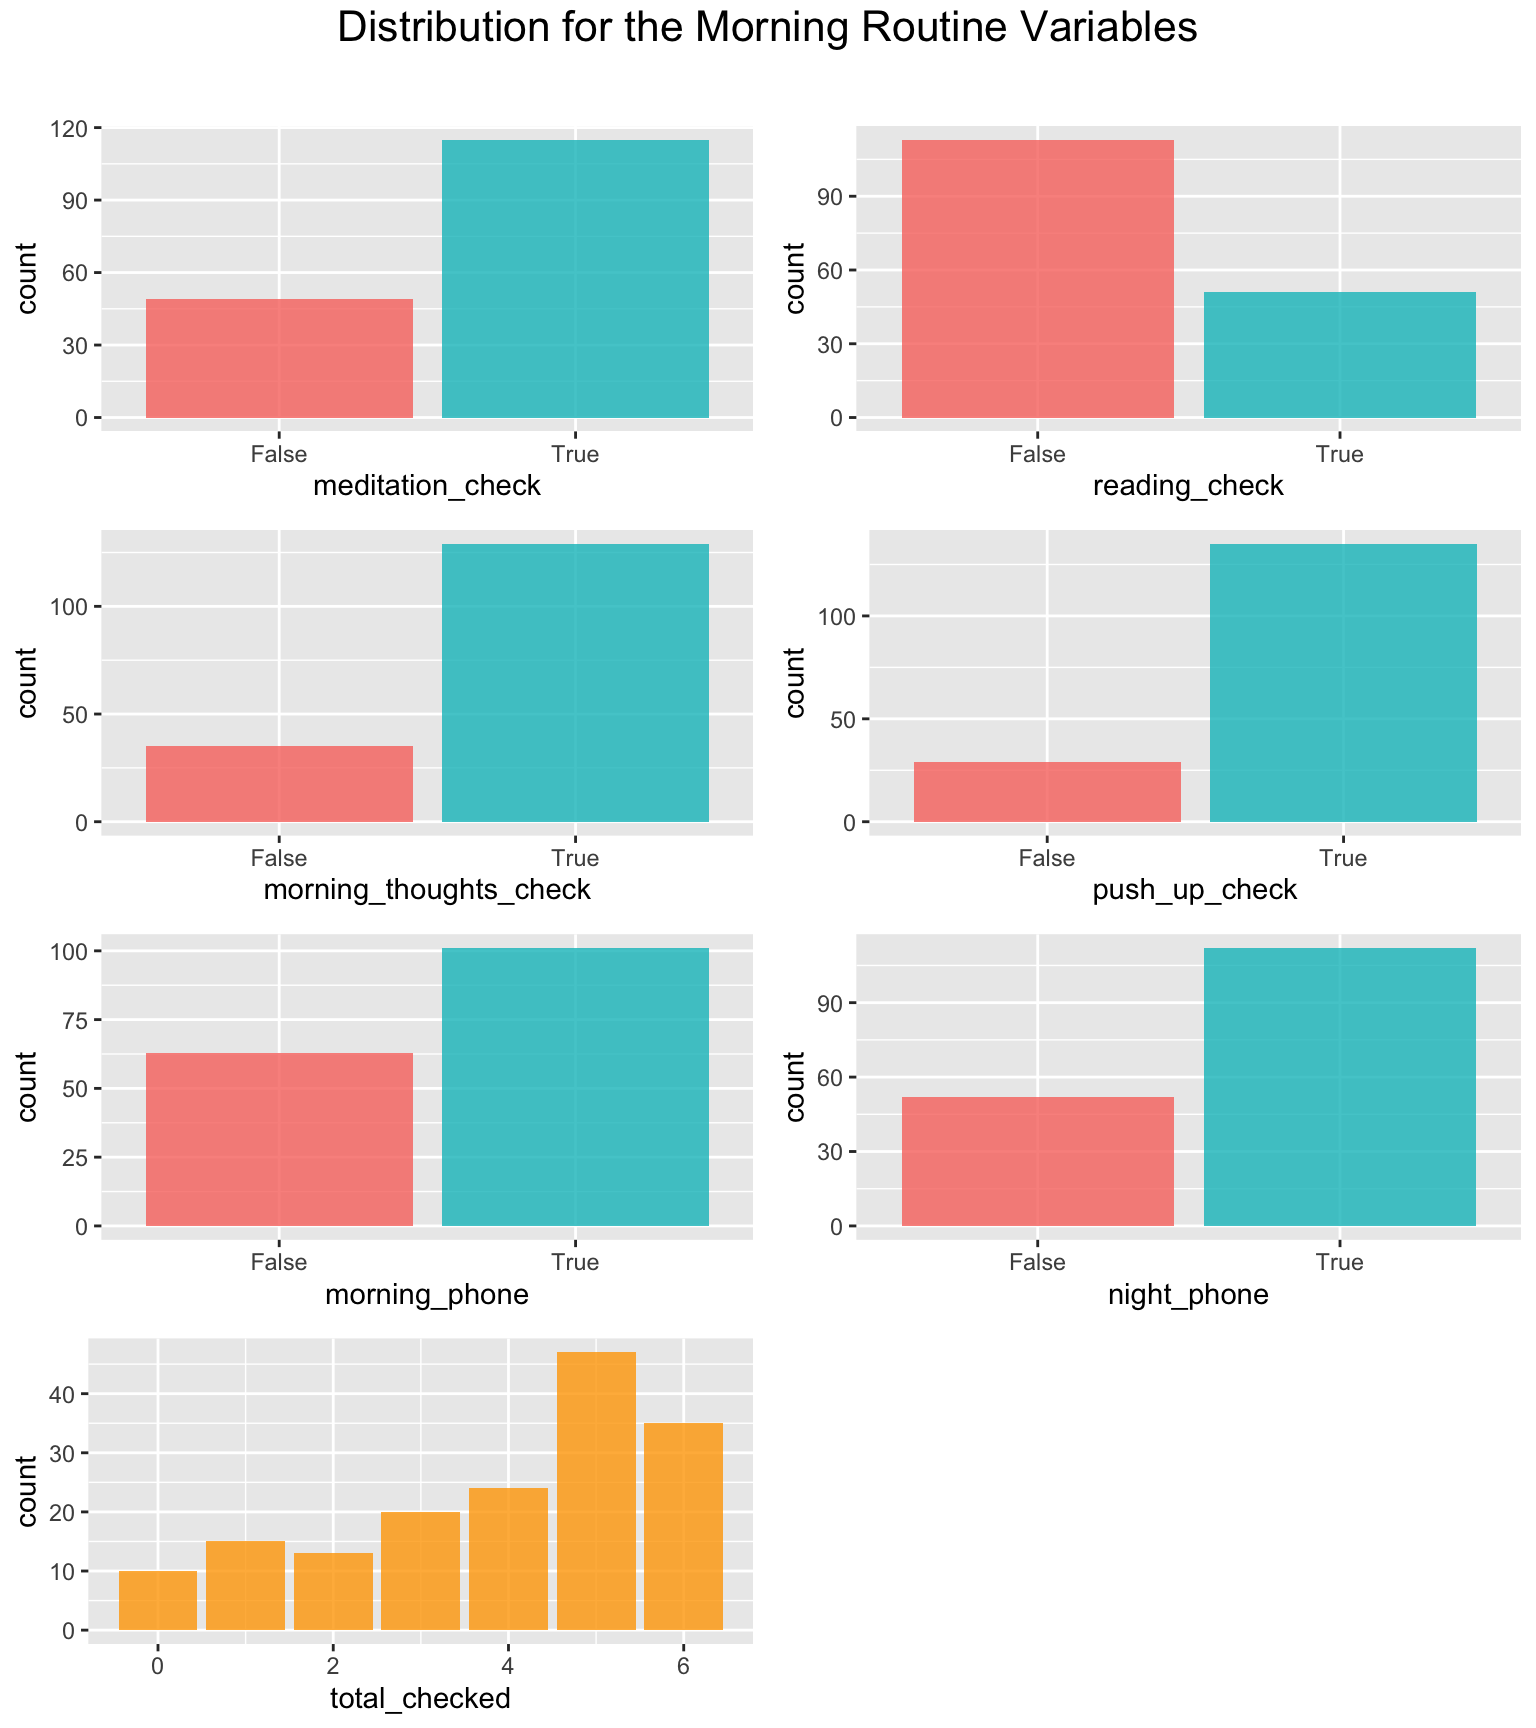 Distribution for the Morning Routine Variables
120
90
60
30
0
count
False True
meditation_check
90
60
30
0
count
False True
reading_check
100
50
0
count
False True
morning_thoughts_check
100
50
0
count
False True
push_up_check
100
75
50
25
0
count
False True
morning_phone
90
60
30
0
count
False True
night_phone
40
30
20
10
0
count
0 2 4 6
total_checked